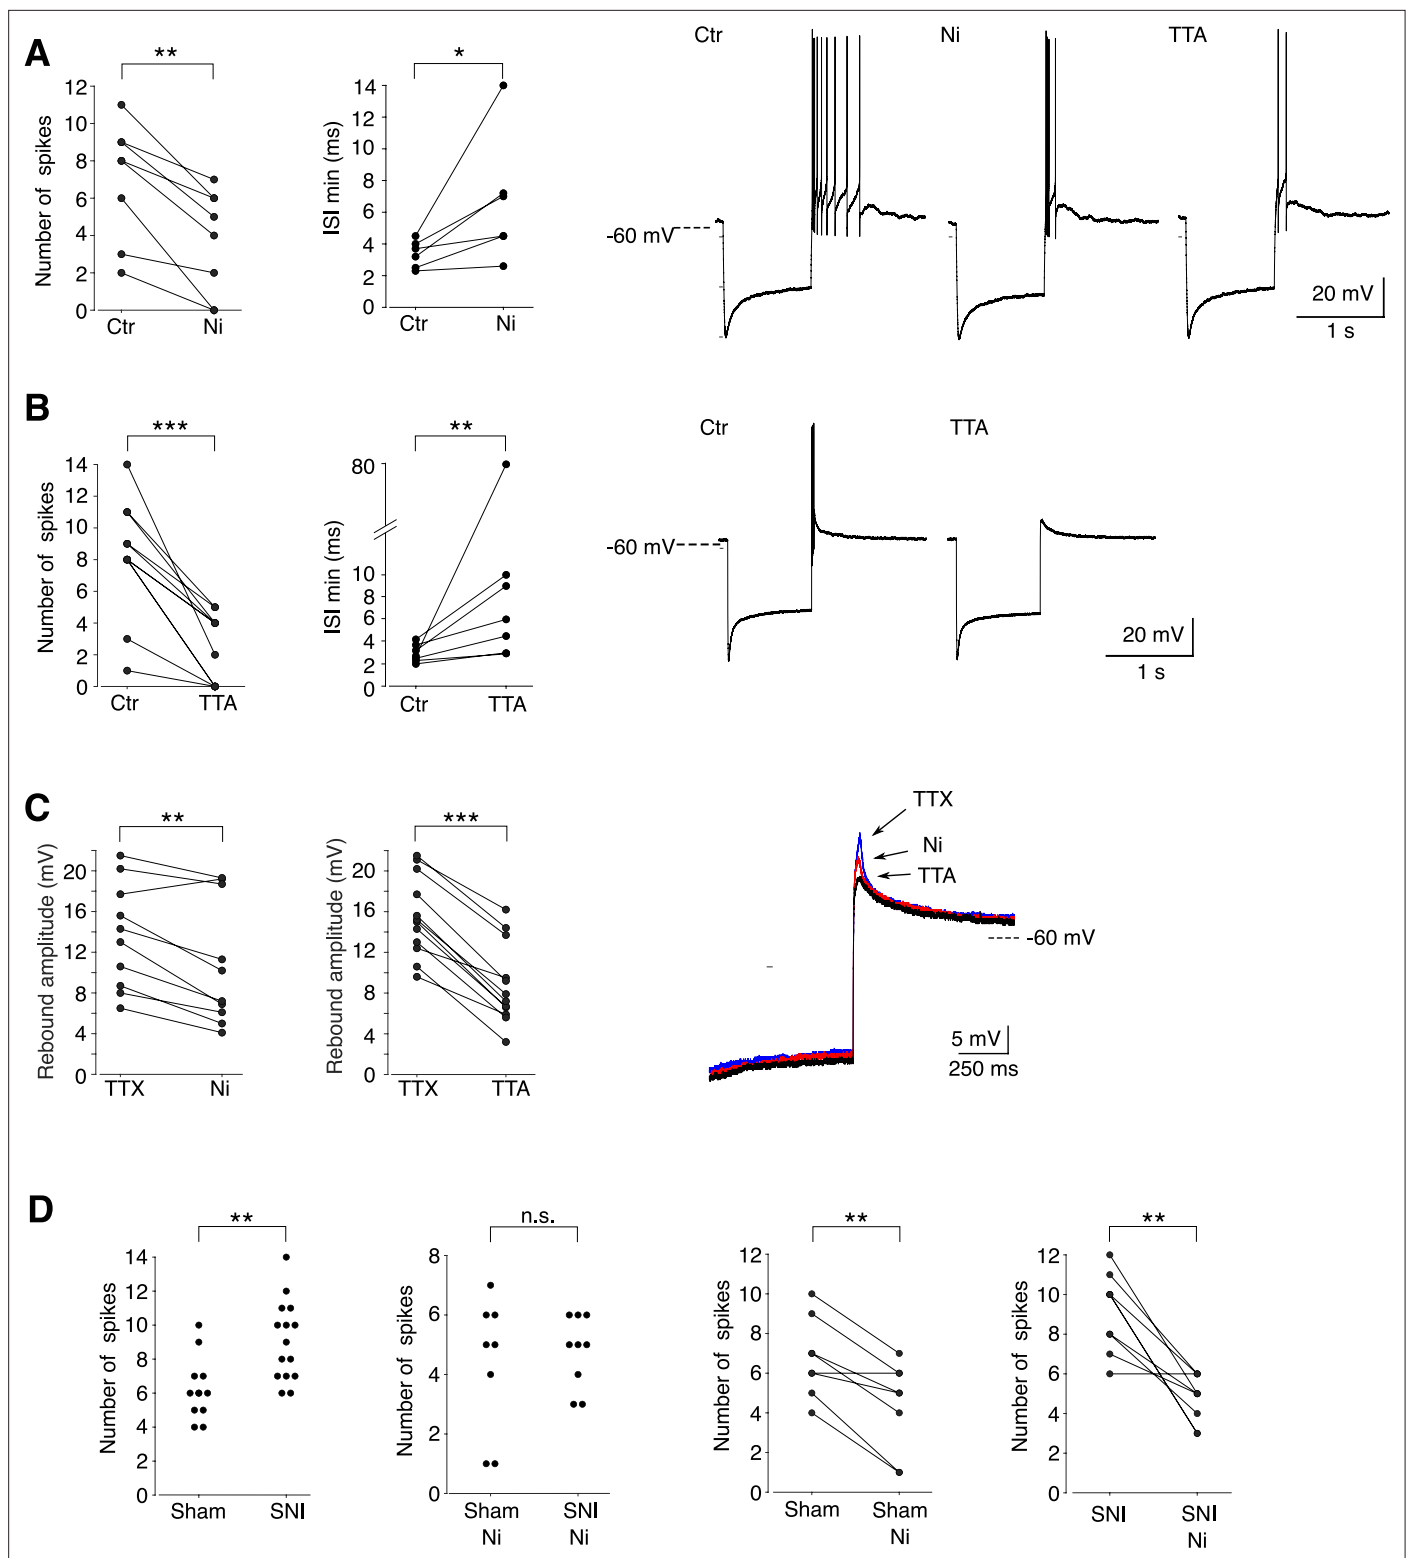 A
**
Number of spikes
12
10
8
6
4
2
0
Ctr Ni
*
ISI min (ms)
14
12
10
8
6
4
2
0
Ctr Ni
Ctr Ni TTA
-60 mV
20 mV
1 s
B
***
Number of spikes
14
12
10
8
6
4
2
0
Ctr TTA
**
ISI min (ms)
80
10
8
6
4
2
0
Ctr TTA
Ctr TTA
-60 mV
20 mV
1 s
C
**
Rebound amplitude (mV)
20
16
12
8
4
0
TTX Ni
***
Rebound amplitude (mV)
20
16
12
8
4
0
TTX TTA
TTX
Ni
TTA
-60 mV
5 mV
250 ms
D
**
Number of spikes
14
12
10
8
6
4
2
0
Sham SNI
n.s.
Number of spikes
8
6
4
2
0
Sham SNI
Ni Ni
**
Number of spikes
12
10
8
6
4
2
0
Sham Sham
Ni
**
Number of spikes
12
10
8
6
4
2
0
SNI SNI
Ni